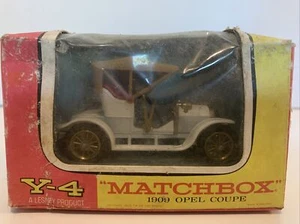 Y-4
"MATCHBOX"
A LESNEY PRODUCT
1909 OPEL COUPE